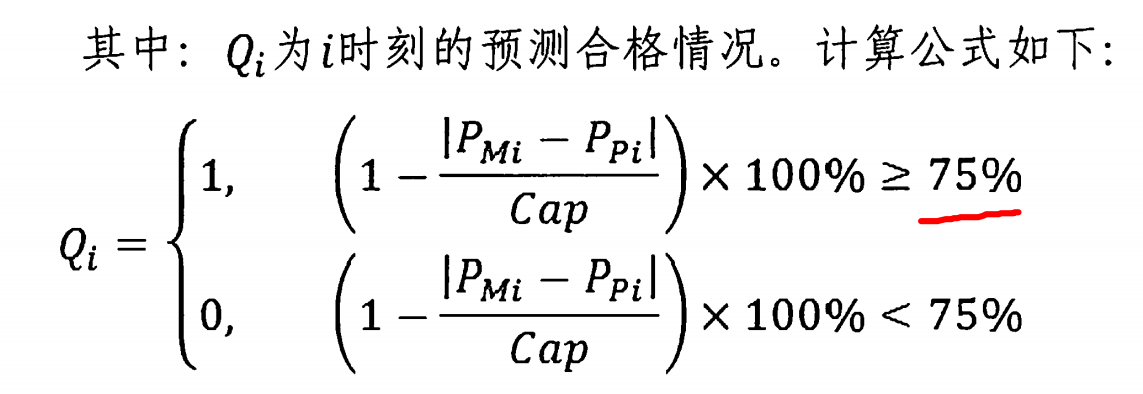 其中：Qᵢ为i时刻的预测合格情况。计算公式如下：
Qᵢ = { 1, (1 − |P_Mi − P_Pi| / Cap) × 100% ≥ 75%
0, (1 − |P_Mi − P_Pi| / Cap) × 100% < 75%